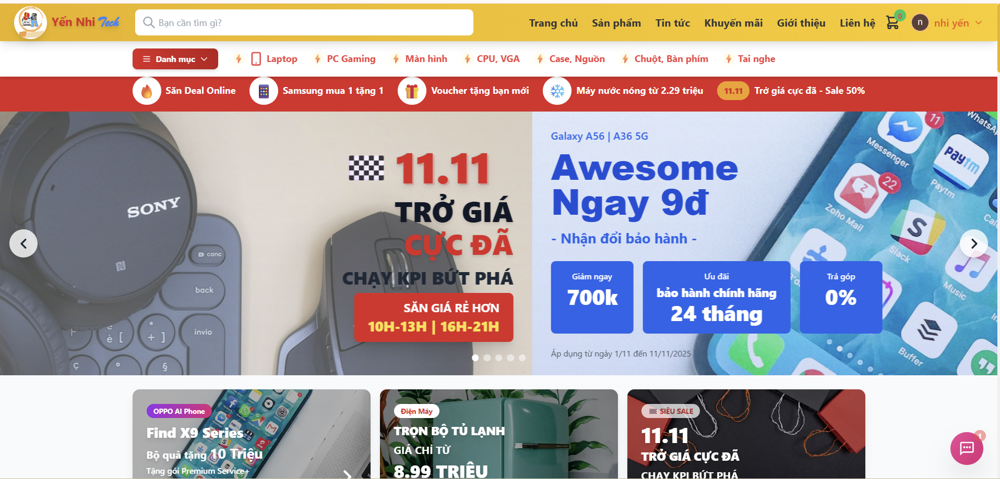 Yến Nhi Tech
Bạn cần tìm gì?
Trang chủ Sản phẩm Tin tức Khuyến mãi Giới thiệu Liên hệ 0 n nhi yến
Danh mục Laptop PC Gaming Màn hình CPU, VGA Case, Nguồn Chuột, Bàn phím Tai nghe
Săn Deal Online Samsung mua 1 tặng 1 Voucher tặng bạn mới Máy nước nóng từ 2.29 triệu 11.11 Trở giá cực đã - Sale 50%
SONY
canc
back
invio
è [
* + ]
ç ° §
11.11
TRỞ GIÁ
CỰC ĐÃ
CHẠY KPI BỨT PHÁ
SĂN GIÁ RẺ HƠN
10H-13H | 16H-21H
Galaxy A56 | A36 5G
Awesome
Ngay 9đ
- Nhận đổi bảo hành -
Giảm ngay
700k
Ưu đãi
bảo hành chính hãng
24 tháng
Trả góp
0%
Áp dụng từ ngày 1/11 đến 11/11/2025
11
WhatsA
Messenger
Paytm
Paytm
22
Zoho Mail
Slack
Cale
Music
Buffer
OPPO AI Phone
Find X9 Series
Bộ quà tặng 10 Triệu
Tặng gói Premium Service+
Điện Máy
TRỌN BỘ TỦ LẠNH
GIÁ CHỈ TỪ
8.99 TRIỆU
SIÊU SALE
11.11
TRỞ GIÁ CỰC ĐÃ
CHẠY KPI BỨT PHÁ
1